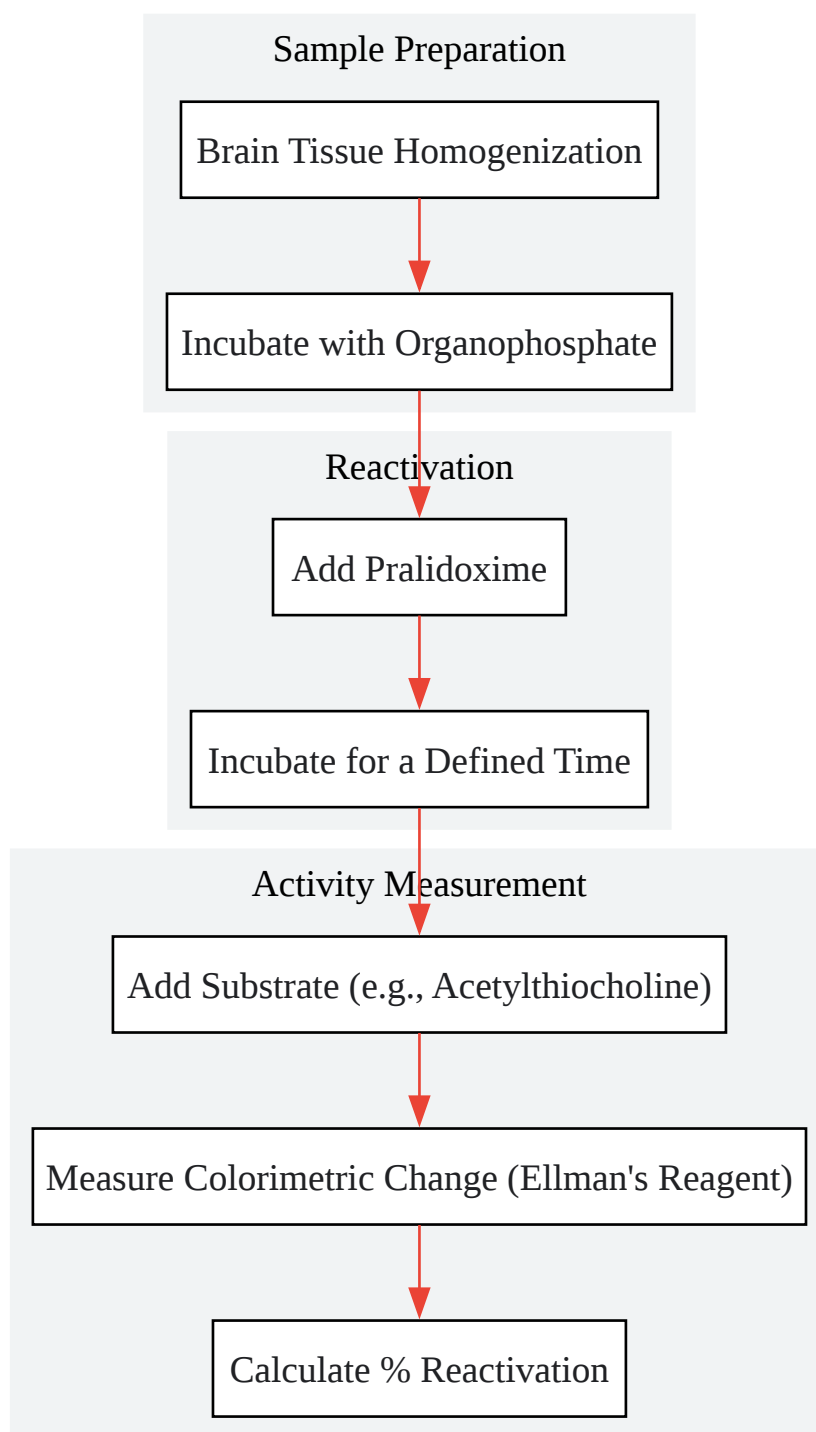 Sample Preparation
Brain Tissue Homogenization
Incubate with Organophosphate
Reactivation
Add Pralidoxime
Incubate for a Defined Time
Activity Measurement
Add Substrate (e.g., Acetylthiocholine)
Measure Colorimetric Change (Ellman's Reagent)
Calculate % Reactivation